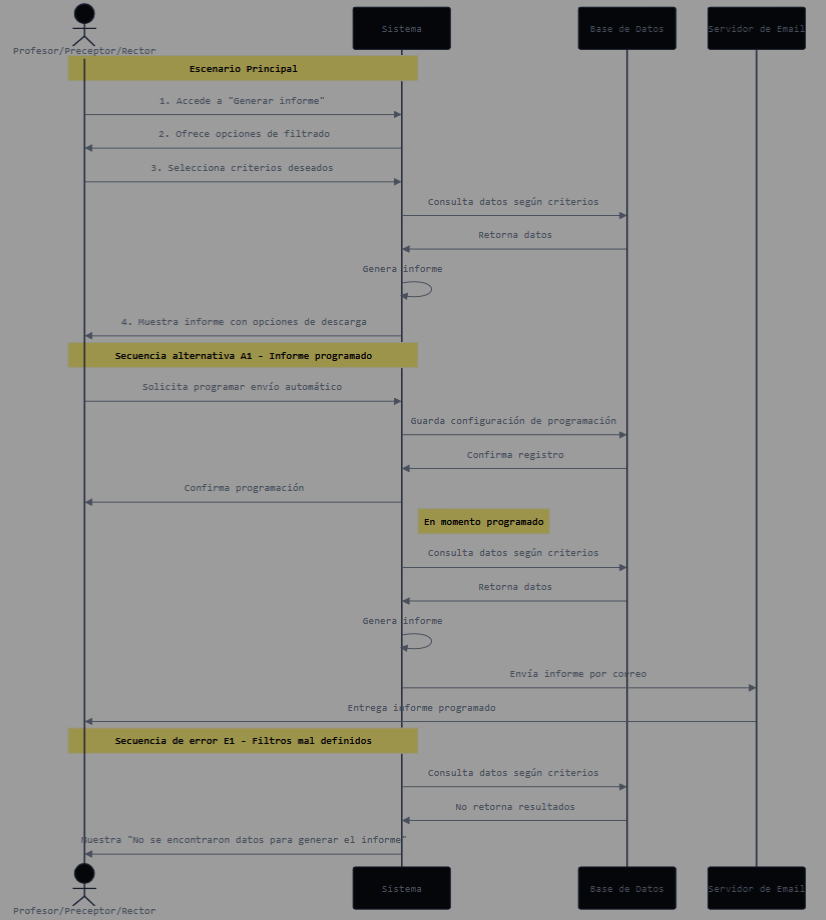 Profesor/Preceptor/Rector
Sistema
Base de Datos
Servidor de Email
Escenario Principal
1. Accede a "Generar informe"
2. Ofrece opciones de filtrado
3. Selecciona criterios deseados
Consulta datos según criterios
Retorna datos
Genera informe
4. Muestra informe con opciones de descarga
Secuencia alternativa A1 - Informe programado
Solicita programar envío automático
Guarda configuración de programación
Confirma registro
Confirma programación
En momento programado
Consulta datos según criterios
Retorna datos
Genera informe
Envía informe por correo
Entrega informe programado
Secuencia de error E1 - Filtros mal definidos
Consulta datos según criterios
No retorna resultados
Muestra "No se encontraron datos para generar el informe"
Profesor/Preceptor/Rector
Sistema
Base de Datos
Servidor de Email